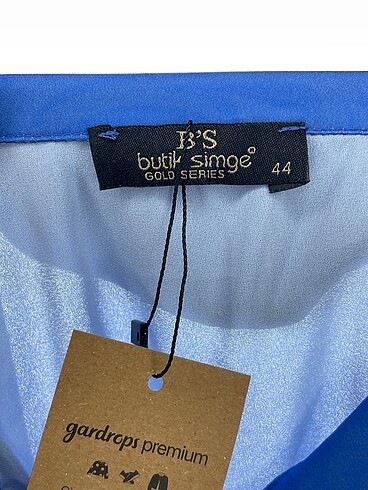 B'S
butik simge
GOLD SERIES
44
gardrops premium